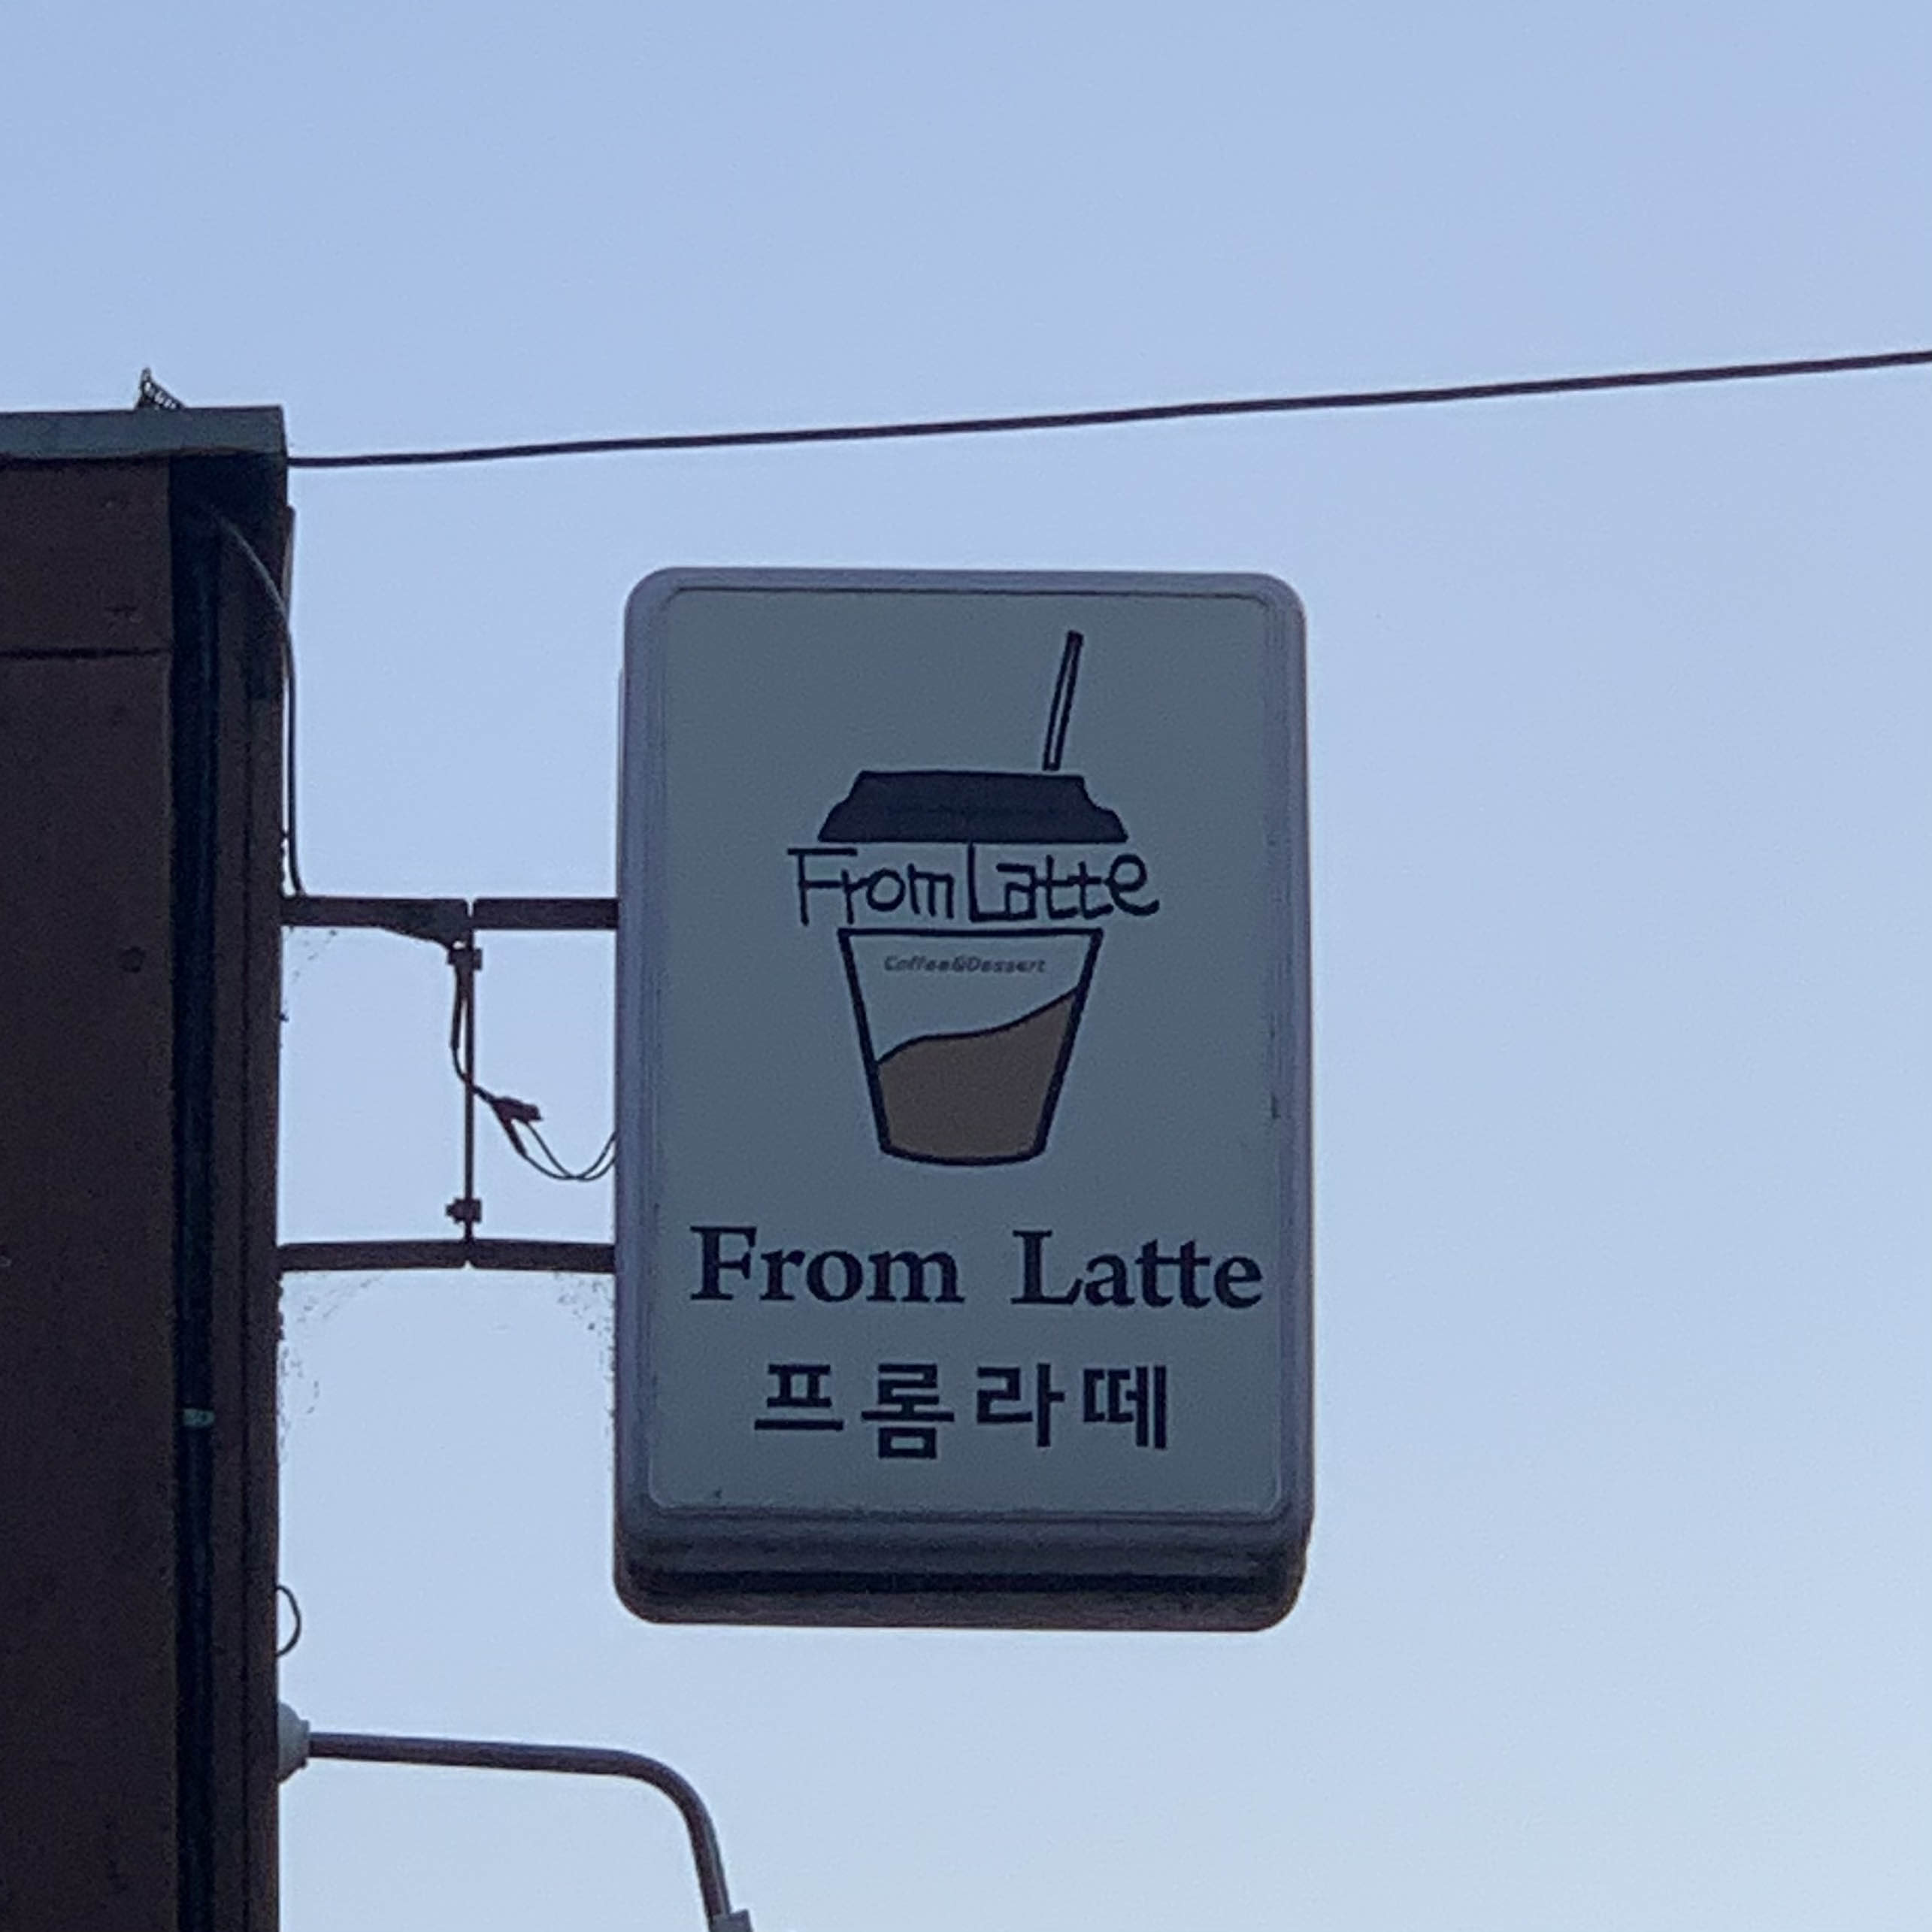 From Latte
Coffee&Dessert
From Latte
프롬라떼